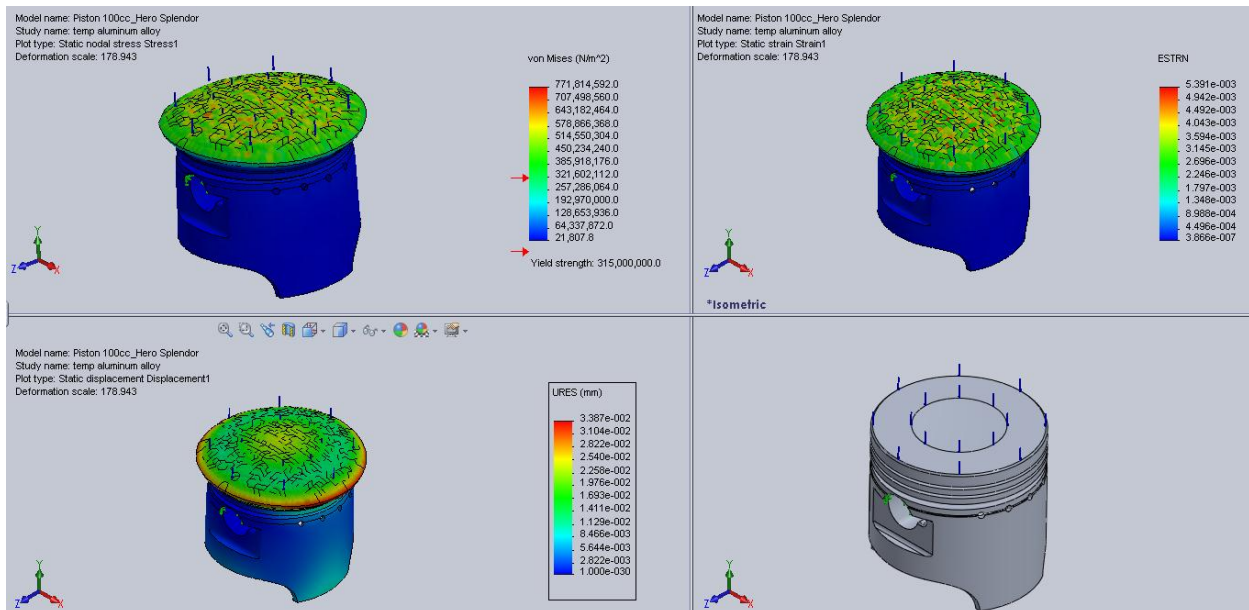 Model name: Piston 100cc_Hero Splendor
Study name: temp aluminum alloy
Plot type: Static nodal stress Stress1
Deformation scale: 178.943
von Mises (N/m^2)
771,814,592.0
707,498,560.0
643,182,464.0
578,866,368.0
514,550,304.0
450,234,240.0
385,918,176.0
321,602,112.0
257,286,064.0
192,970,000.0
128,653,936.0
64,337,872.0
21,807.8
Yield strength: 315,000,000.0
Y
Z
X
Model name: Piston 100cc_Hero Splendor
Study name: temp aluminum alloy
Plot type: Static strain Strain1
Deformation scale: 178.943
ESTRN
5.391e-003
4.942e-003
4.492e-003
4.043e-003
3.594e-003
3.145e-003
2.696e-003
2.246e-003
1.797e-003
1.348e-003
8.988e-004
4.496e-004
3.866e-007
Y
Z
X
*Isometric
Model name: Piston 100cc_Hero Splendor
Study name: temp aluminum alloy
Plot type: Static displacement Displacement1
Deformation scale: 178.943
URES (mm)
3.387e-002
3.104e-002
2.822e-002
2.540e-002
2.258e-002
1.976e-002
1.693e-002
1.411e-002
1.129e-002
8.466e-003
5.644e-003
2.822e-003
1.000e-030
Y
Z
X
Y
Z
X